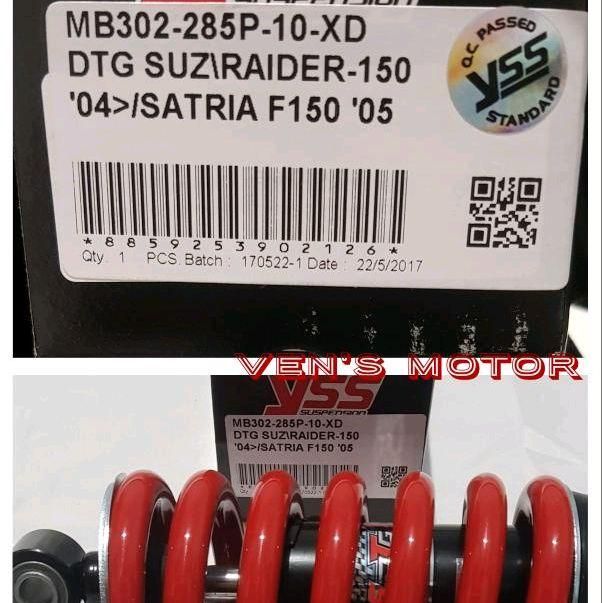 SUSPENSION
MB302-285P-10-XD
DTG SUZ\RAIDER-150
'04>/SATRIA F150 '05
Q.C PASSED
YSS
STANDARD
*8859253902126*
Qty. 1 PCS. Batch : 170522-1 Date : 22/5/2017
VEN'S MOTOR
YSS
SUSPENSION
MB302-285P-10-XD
DTG SUZ\RAIDER-150
'04>/SATRIA F150 '05